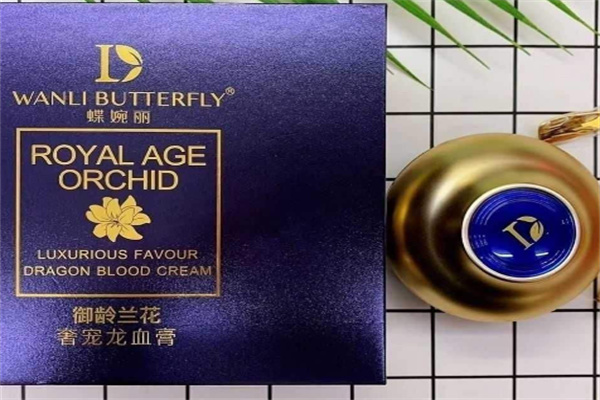 WANLI BUTTERFLY®
蝶婉丽
ROYAL AGE
ORCHID
LUXURIOUS FAVOUR
DRAGON BLOOD CREAM
御龄兰花
奢宠龙血膏